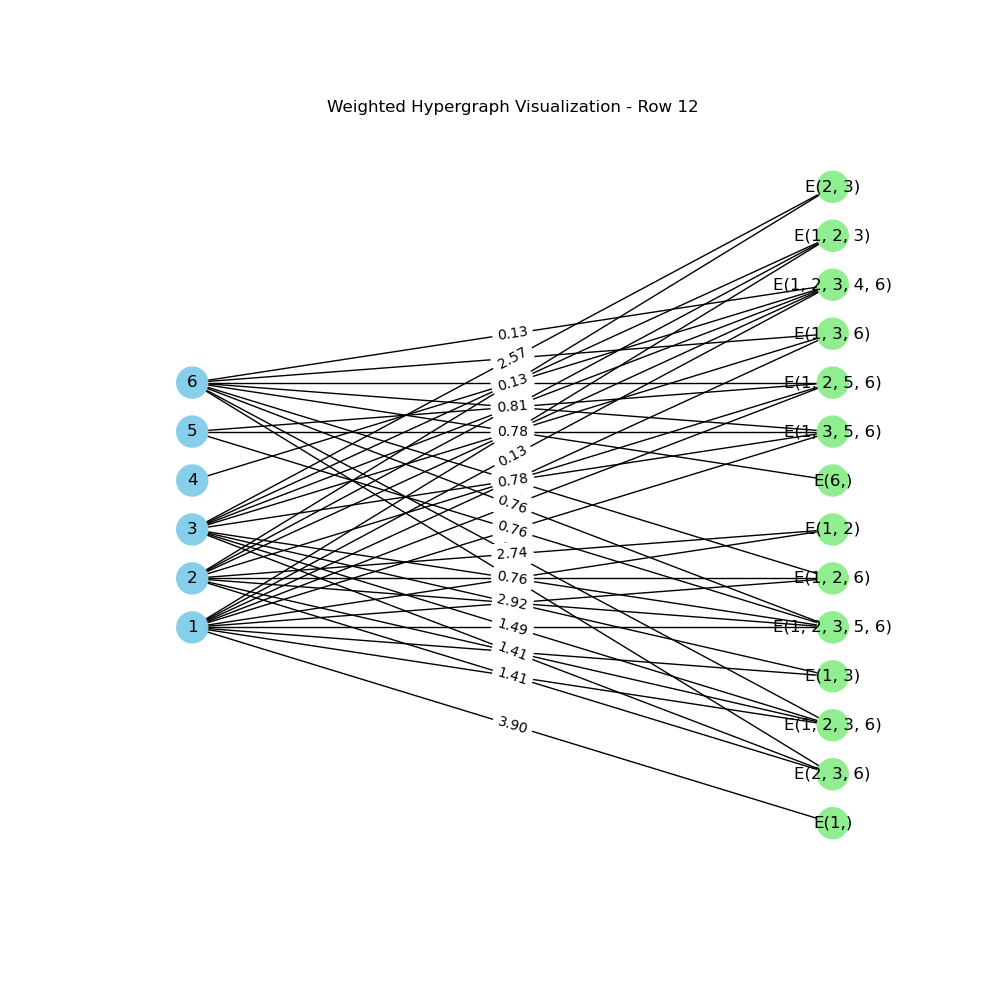 Weighted Hypergraph Visualization - Row 12
E(2, 3)
E(1, 2, 3)
E(1, 2, 3, 4, 6)
0.13
E(1, 3, 6)
2.57
6
0.13
E(1, 2, 5, 6)
0.81
5
0.78
E(1, 3, 5, 6)
0.13
4
0.78
E(6,)
0.76
3
0.76
E(1, 2)
2.74
2
0.76
E(1, 2, 6)
2.92
1
1.49
E(1, 2, 3, 5, 6)
1.41
1.41
E(1, 3)
3.90
E(1, 2, 3, 6)
E(2, 3, 6)
E(1,)